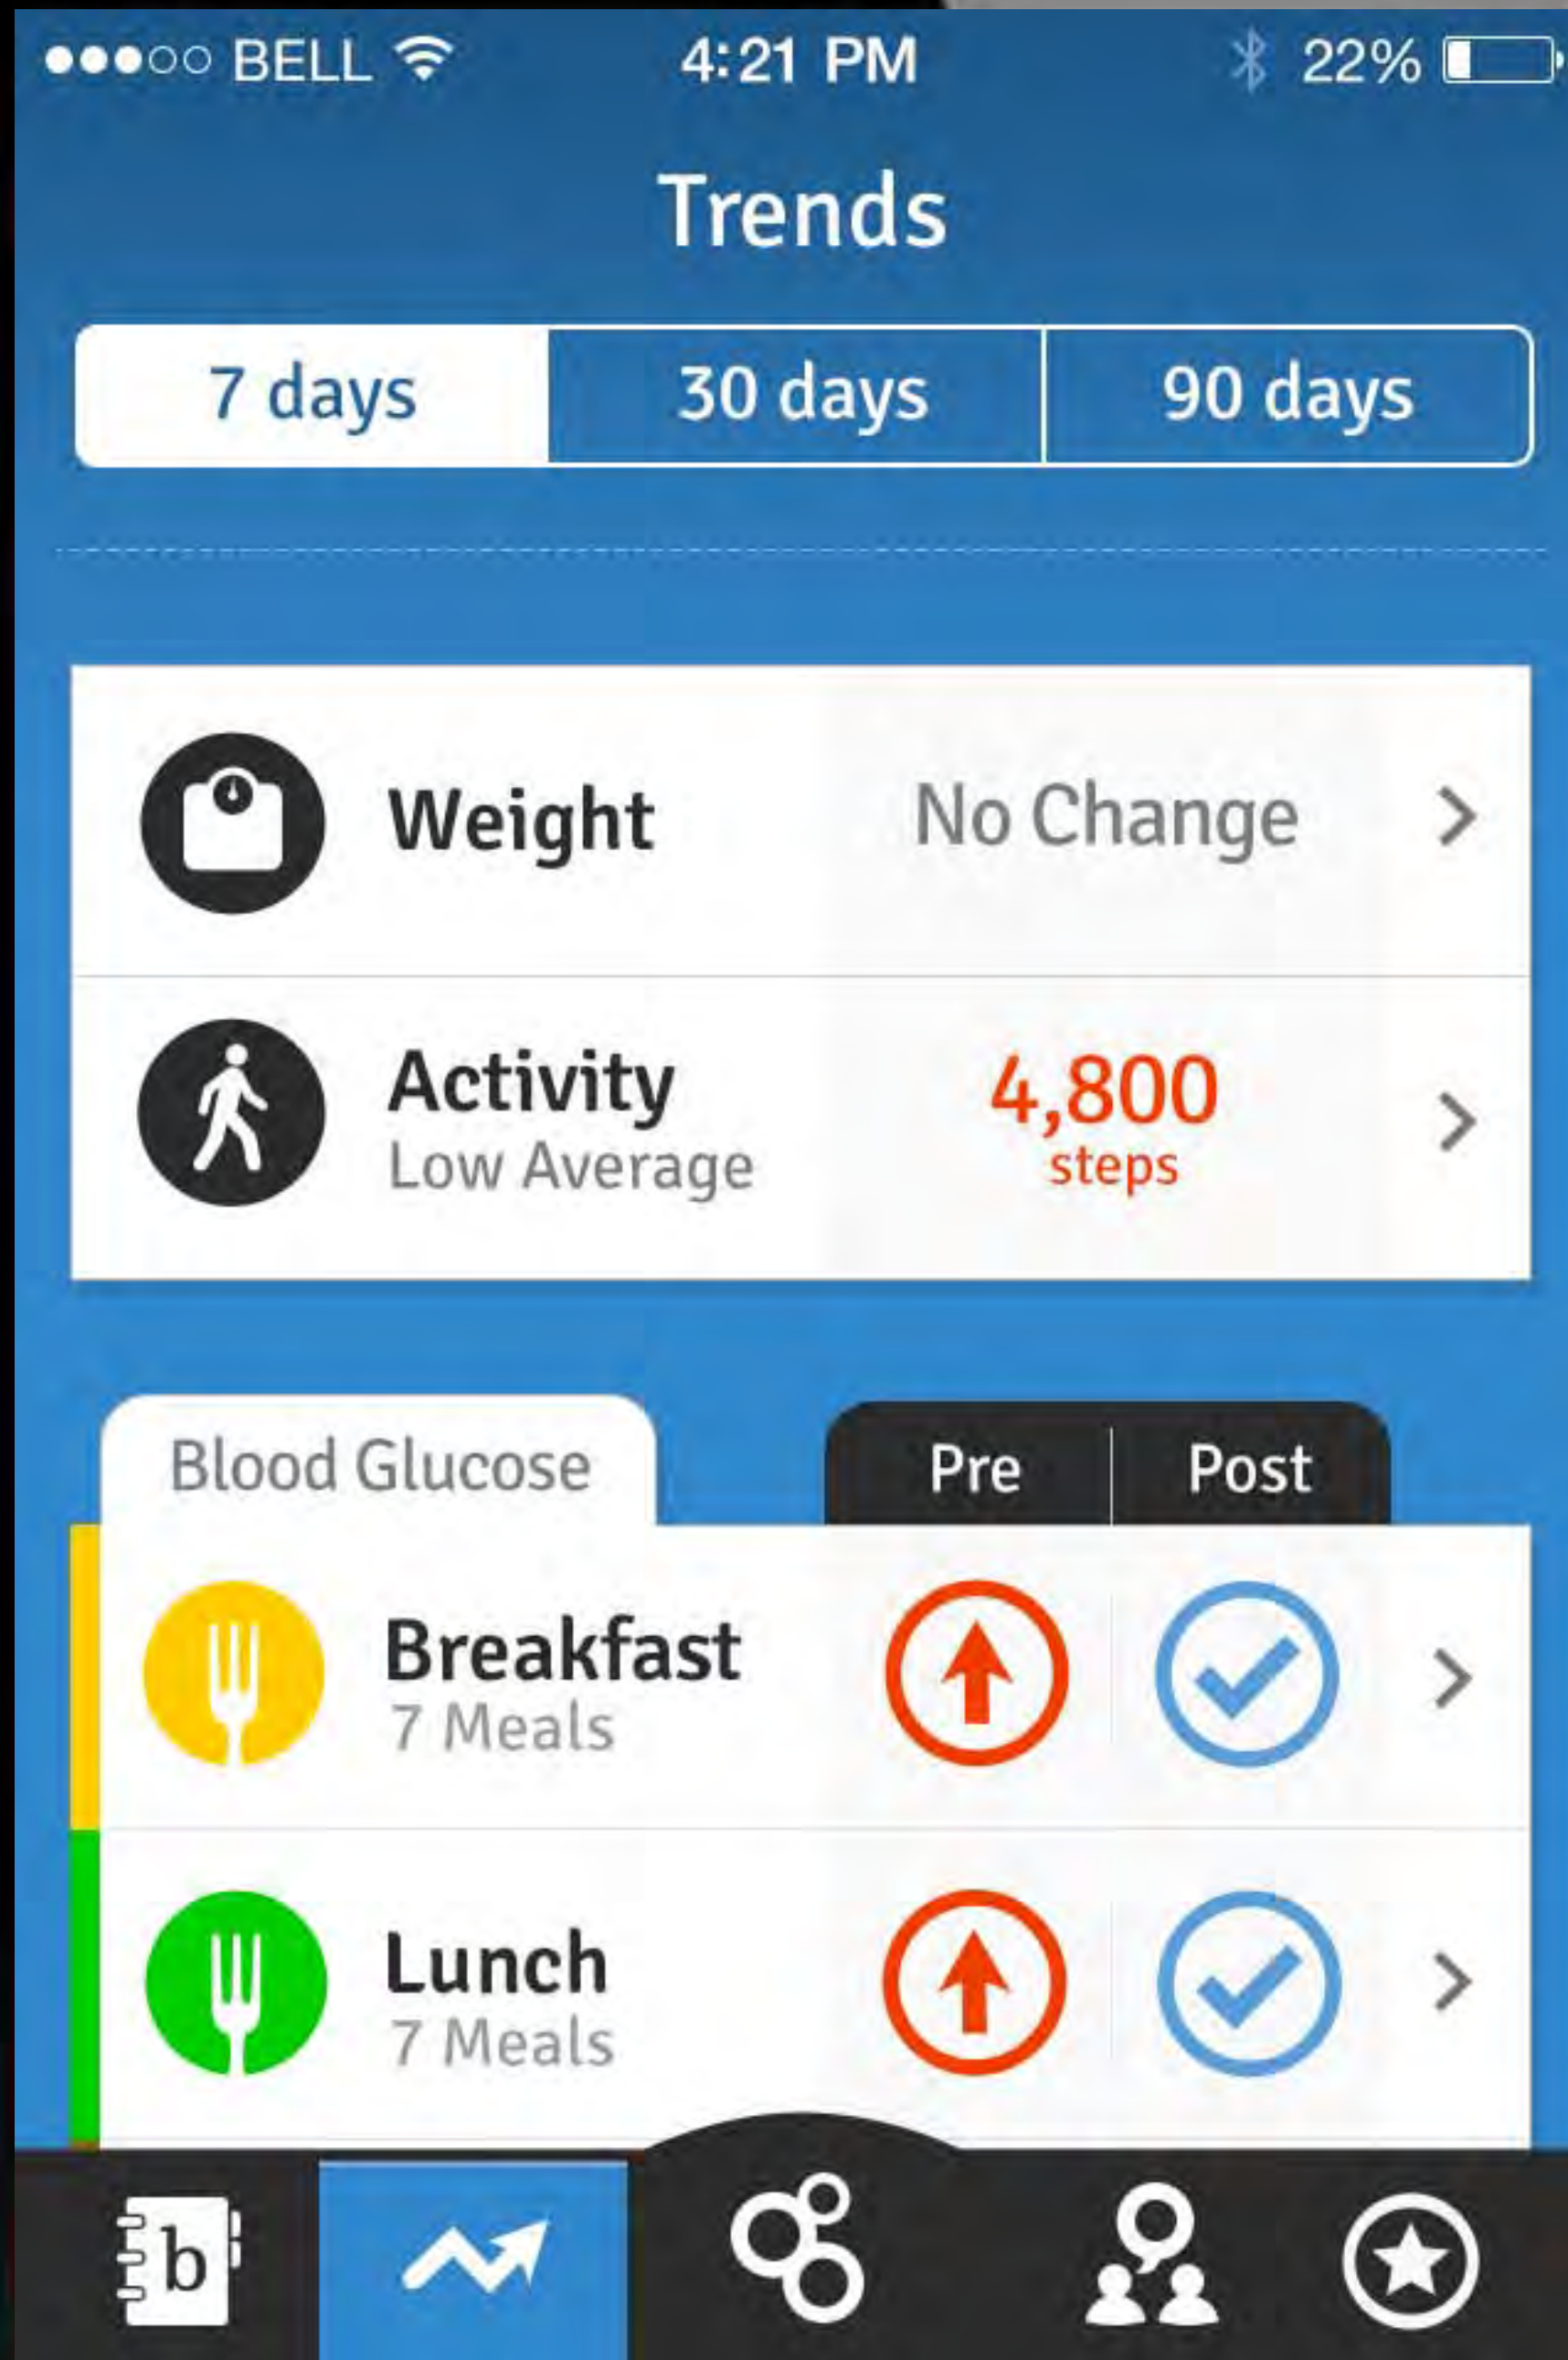 BELL 4:21 PM 22%
Trends
7 days 30 days 90 days
Weight No Change
Activity 4,800
Low Average steps
Blood Glucose Pre Post
Breakfast
7 Meals
Lunch
7 Meals
b